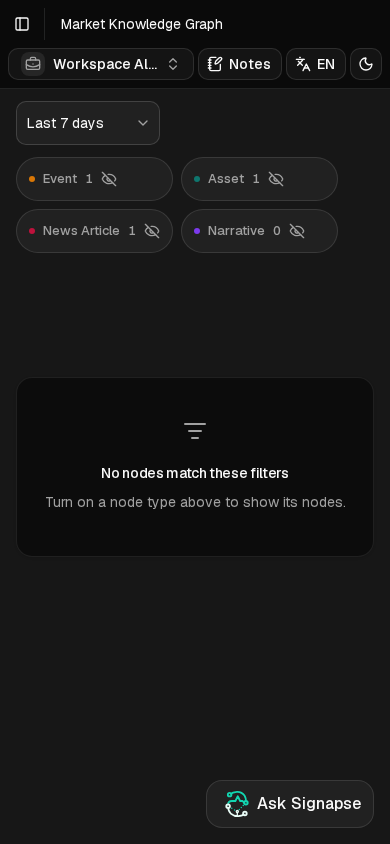 Market Knowledge Graph
Workspace Al...
Notes
EN
Last 7 days
Event 1
Asset 1
News Article 1
Narrative 0
No nodes match these filters
Turn on a node type above to show its nodes.
Ask Signapse